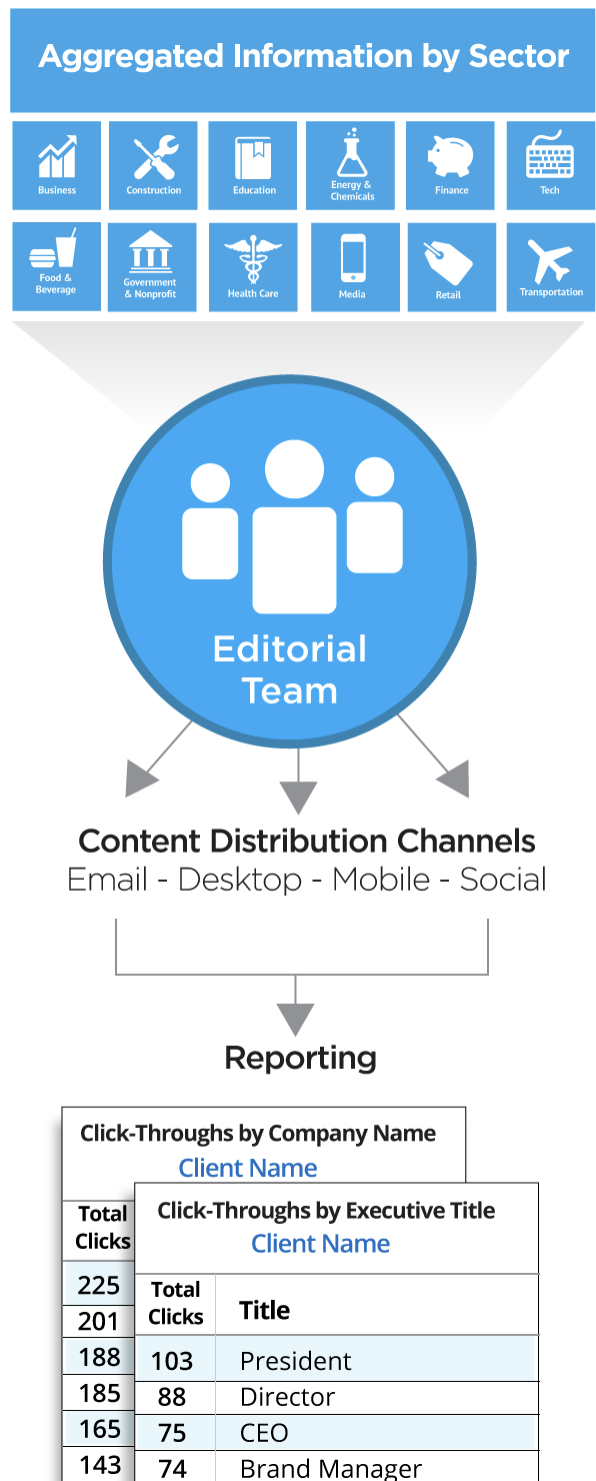 Aggregated Information by Sector
Business
Construction
Education
Energy &
Chemicals
Finance
Tech
Food &
Beverage
Government
& Nonprofit
Health Care
Media
Retail
Transportation
Editorial
Team
Content Distribution Channels
Email - Desktop - Mobile - Social
Reporting
Click-Throughs by Company Name
Client Name
Total
Clicks
225
201
188
185
165
143
Click-Throughs by Executive Title
Client Name
Total
Clicks
Title
103 President
88 Director
75 CEO
74 Brand Manager